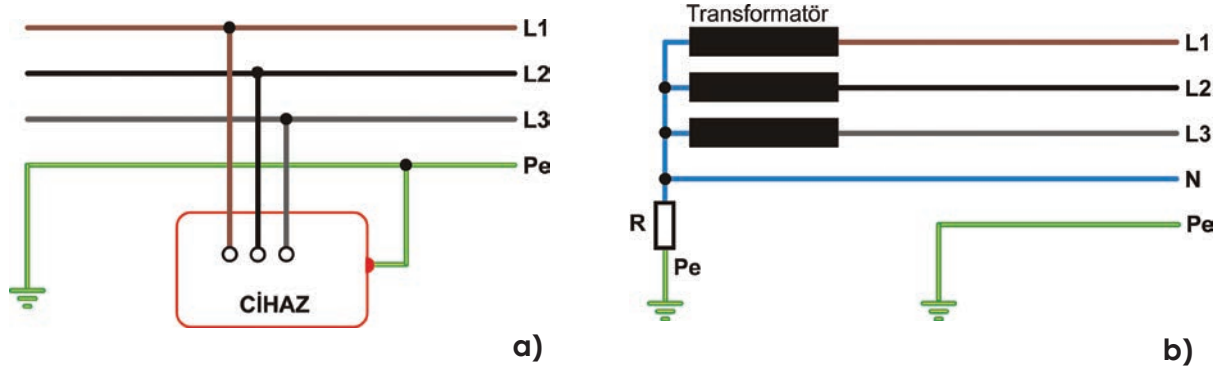 L1
L2
L3
Pe
CİHAZ
a)
Transformatör
L1
L2
L3
N
Pe
R
Pe
b)